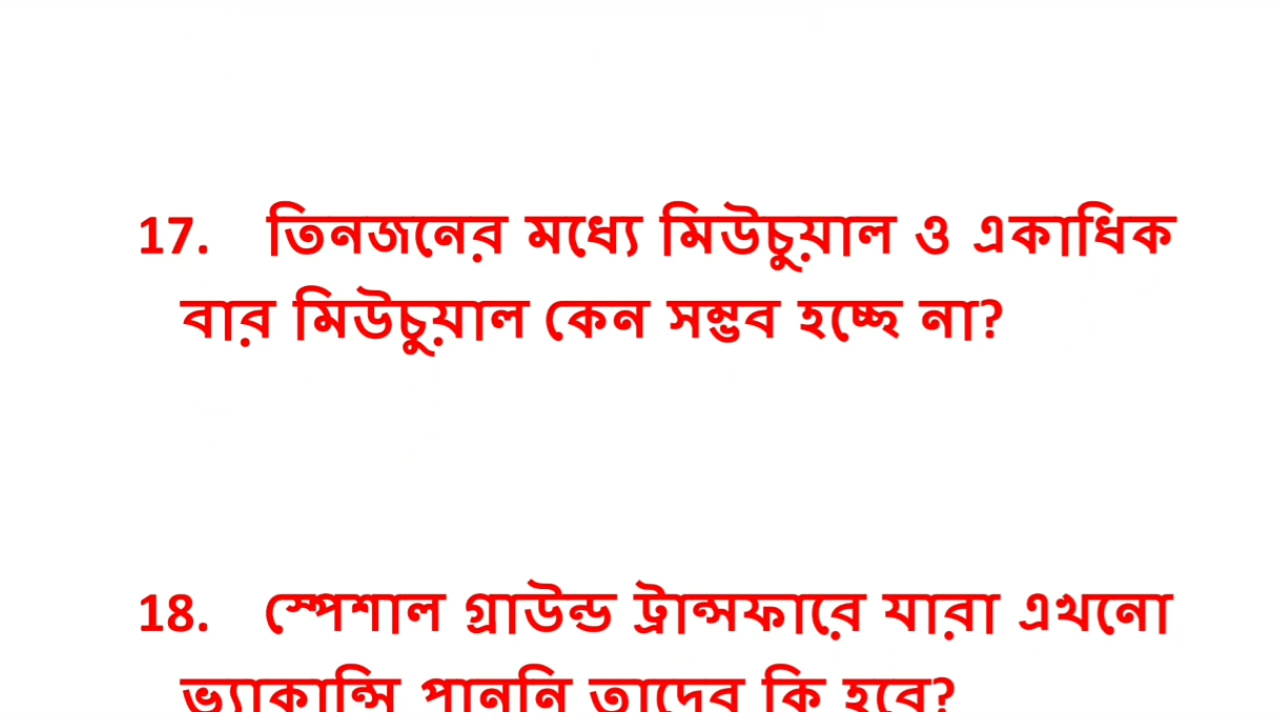 17. তিনজনের মধ্যে মিউচুয়াল ও একাধিক
বার মিউচুয়াল কেন সম্ভব হচ্ছে না?
18. স্পেশাল গ্রাউন্ড ট্রান্সফারে যারা এখনো
ভ্যাকান্সি পাননি তাদের কি হবে?